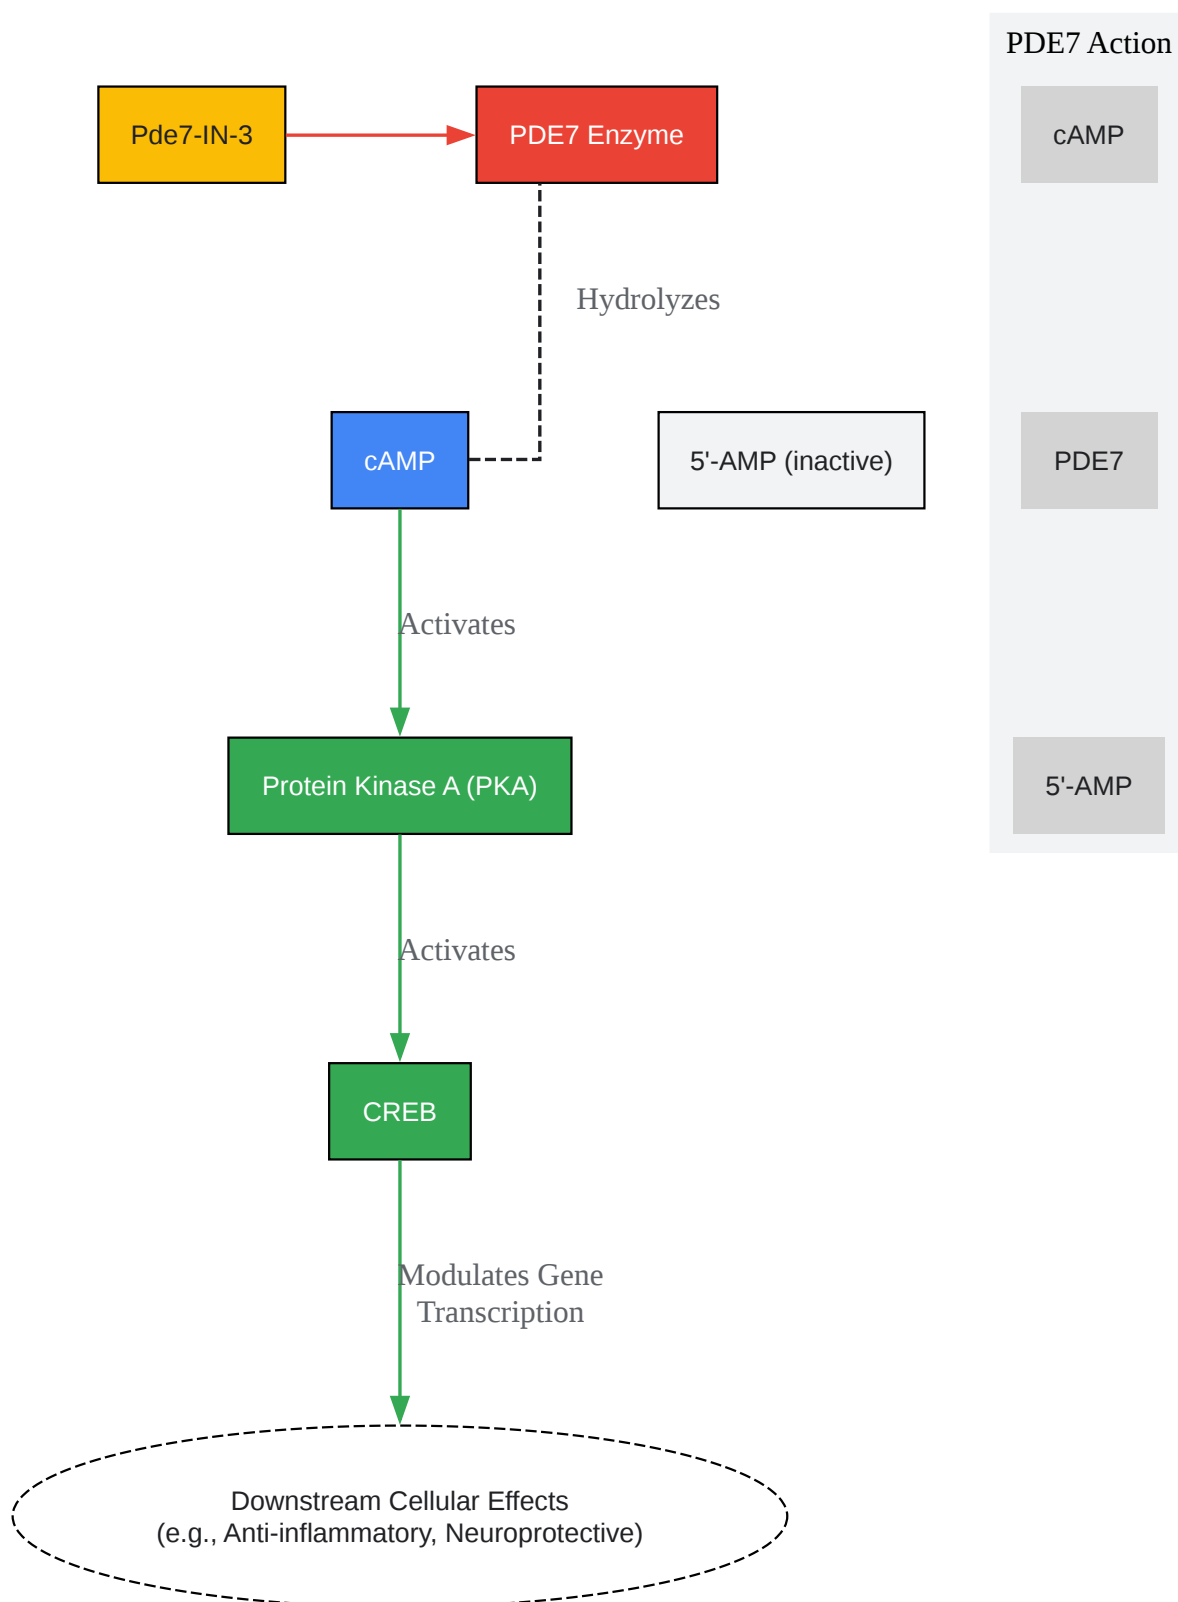 PDE7 Action
Pde7-IN-3
PDE7 Enzyme
cAMP
Hydrolyzes
cAMP
5'-AMP (inactive)
PDE7
Activates
Protein Kinase A (PKA)
5'-AMP
Activates
CREB
Modulates Gene
Transcription
Downstream Cellular Effects
(e.g., Anti-inflammatory, Neuroprotective)